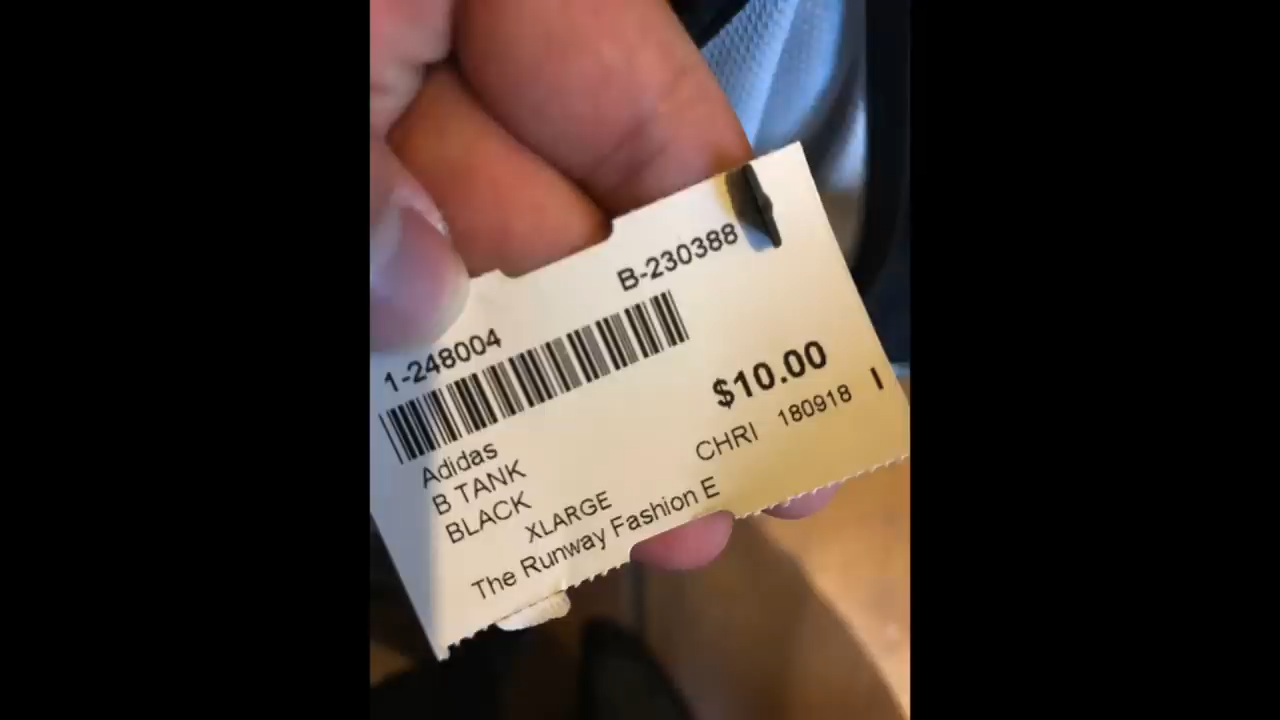 B-230388
1-248004
$10.00
CHRI 180918 I
Adidas
B TANK
BLACK
XLARGE
The Runway Fashion E